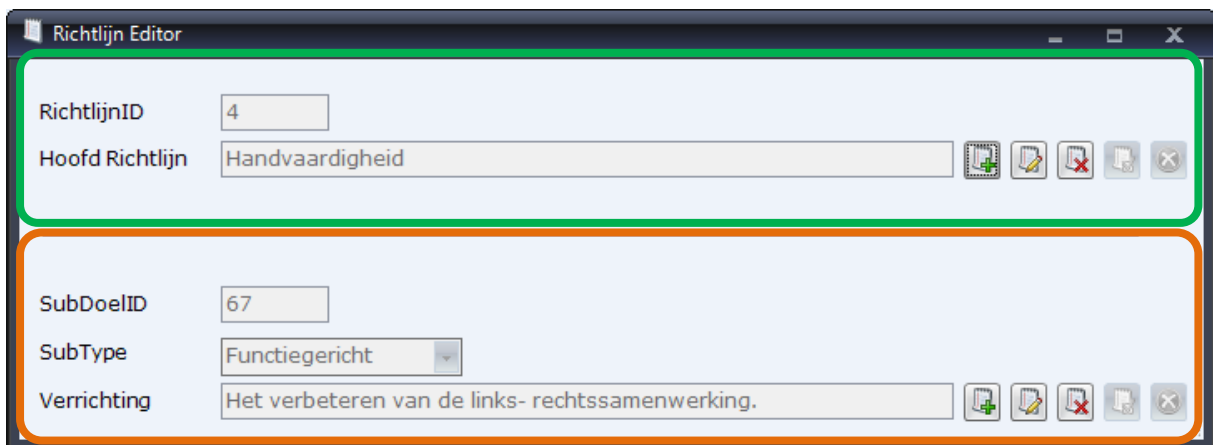 Richtlijn Editor
RichtlijnID 4
Hoofd Richtlijn Handvaardigheid
SubDoelID 67
SubType Functiegericht
Verrichting Het verbeteren van de links- rechtssamenwerking.